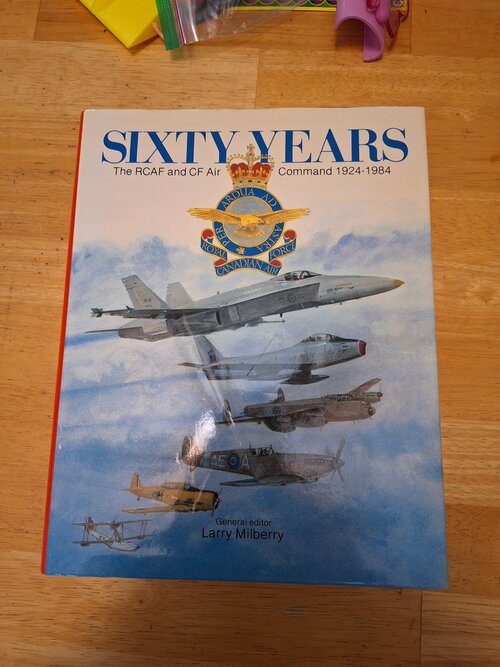 SIXTY YEARS
The RCAF and CF Air Command 1924-1984
PER ARDUA AD ASTRA
ROYAL CANADIAN AIR FORCE
A
General editor
Larry Milberry